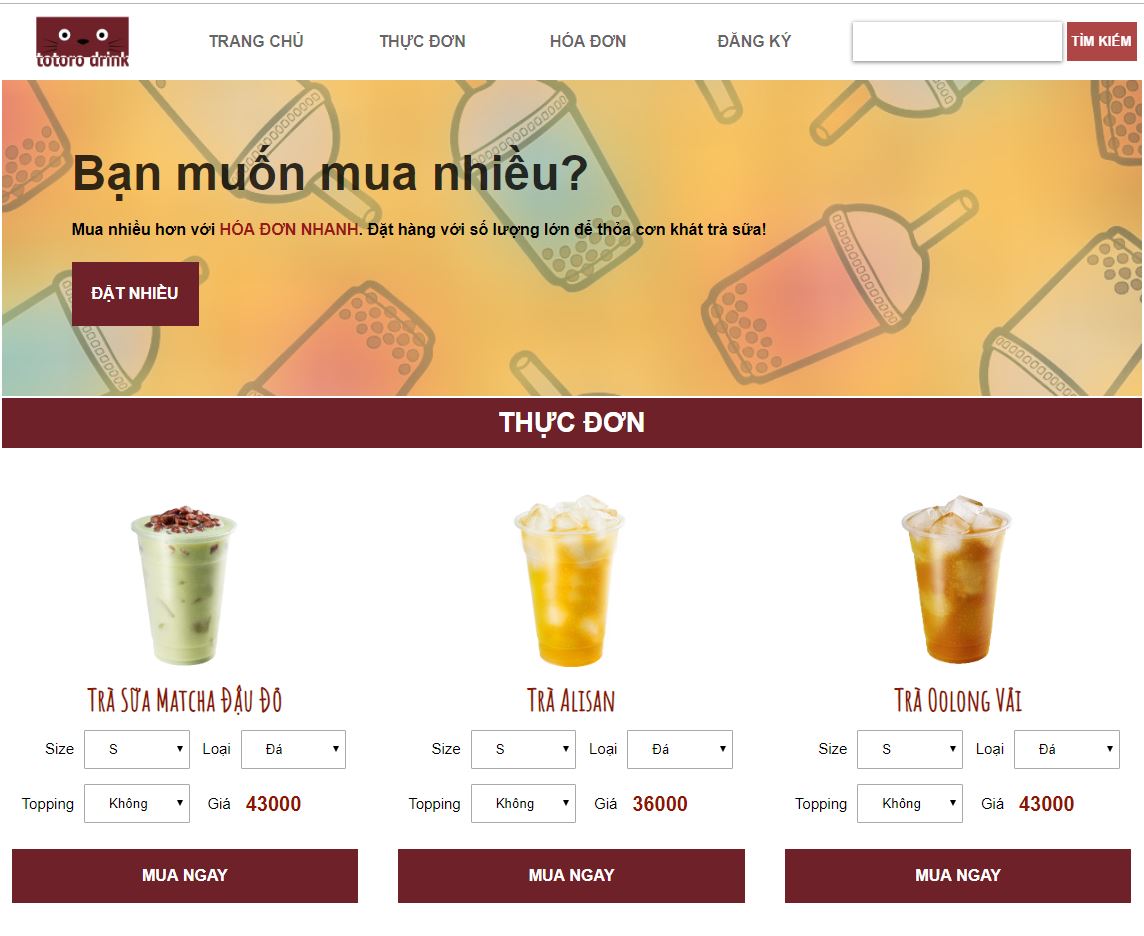 totoro drink
TRANG CHỦ THỰC ĐƠN HÓA ĐƠN ĐĂNG KÝ TÌM KIẾM
Bạn muốn mua nhiều?
Mua nhiều hơn với HÓA ĐƠN NHANH. Đặt hàng với số lượng lớn để thỏa cơn khát trà sữa!
ĐẶT NHIỀU
THỰC ĐƠN
Trà Sữa Matcha Đậu Đỏ
Size S Loại Đá
Topping Không Giá 43000
MUA NGAY
Trà Alisan
Size S Loại Đá
Topping Không Giá 36000
MUA NGAY
Trà Oolong Vải
Size S Loại Đá
Topping Không Giá 43000
MUA NGAY